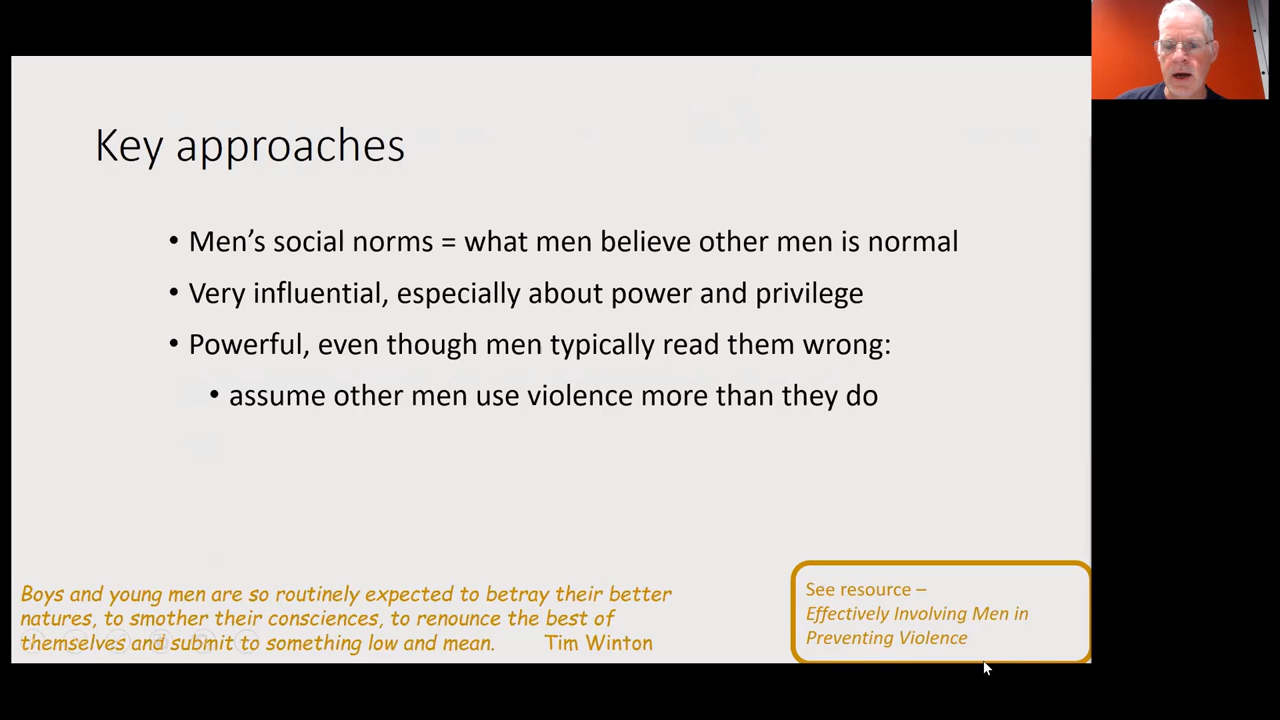 Key approaches
• Men's social norms = what men believe other men is normal
• Very influential, especially about power and privilege
• Powerful, even though men typically read them wrong:
• assume other men use violence more than they do
Boys and young men are so routinely expected to betray their better
natures, to smother their consciences, to renounce the best of
themselves and submit to something low and mean. Tim Winton
See resource –
Effectively Involving Men in
Preventing Violence